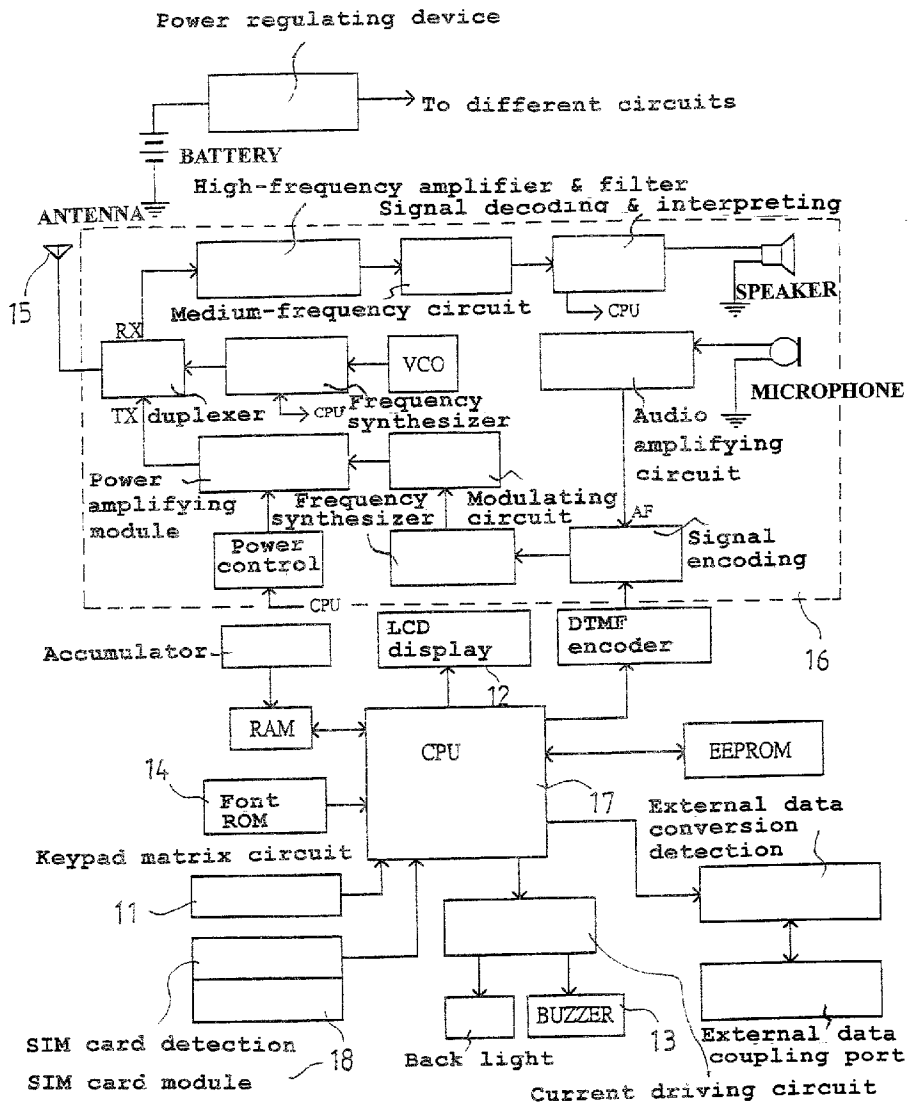 Power regulating device
To different circuits
BATTERY
High-frequency amplifier & filter
Signal decoding & interpreting
ANTENNA
15
SPEAKER
Medium-frequency circuit
CPU
RX
VCO
MICROPHONE
TX
duplexer
CPU
Frequency
synthesizer
Audio
amplifying
circuit
Power
amplifying
module
Frequency
synthesizer
Modulating
circuit
AF
Signal
encoding
Power
control
CPU
16
Accumulator
LCD
display
12
DTMF
encoder
RAM
CPU
EEPROM
14
Font
ROM
17
External data
conversion
detection
Keypad matrix circuit
11
BUZZER
13
SIM card detection
18
SIM card module
Back light
External data
coupling port
Current driving circuit